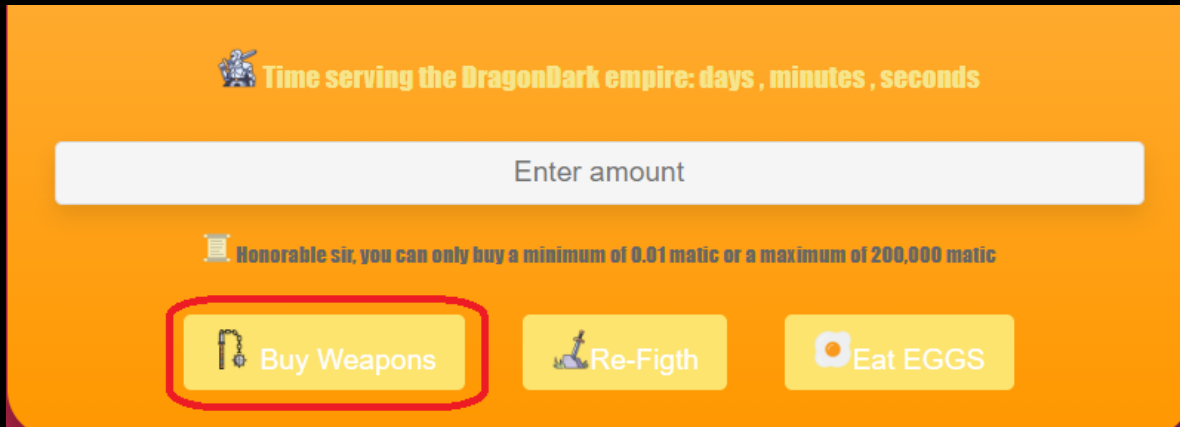 Time serving the DragonDark empire: days , minutes , seconds
Enter amount
Honorable sir, you can only buy a minimum of 0.01 matic or a maximum of 200,000 matic
Buy Weapons Re-Figth Eat EGGS